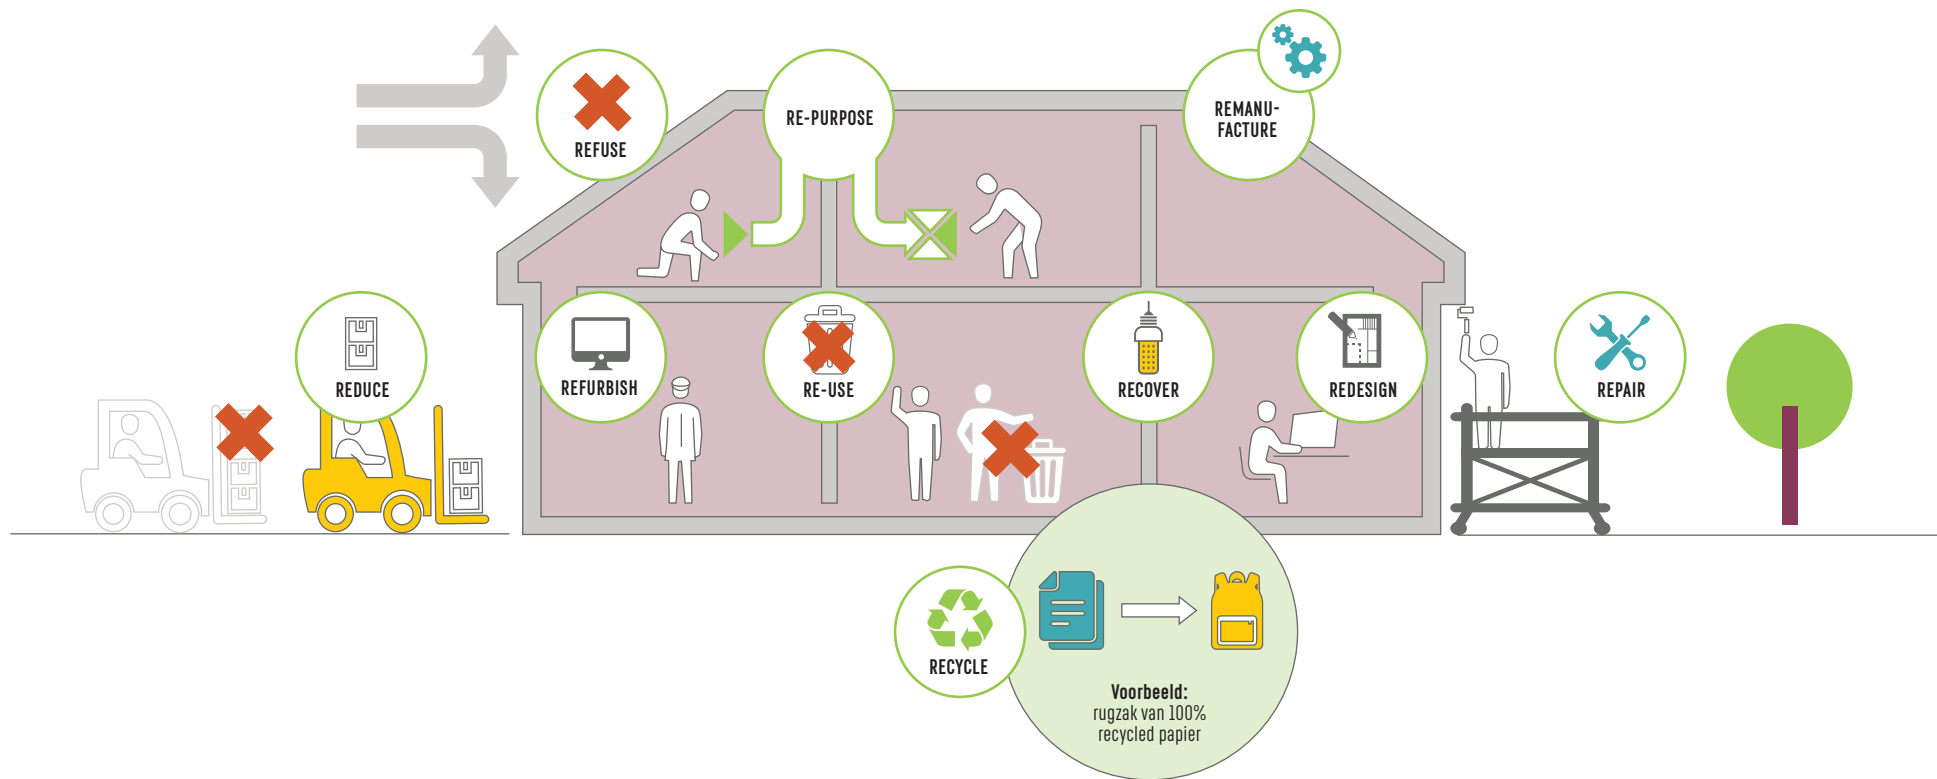 REFUSE
RE-PURPOSE
REMANU-
FACTURE
REDUCE
REFURBISH
RE-USE
RECOVER
REDESIGN
REPAIR
RECYCLE
Voorbeeld:
rugzak van 100%
recycled papier